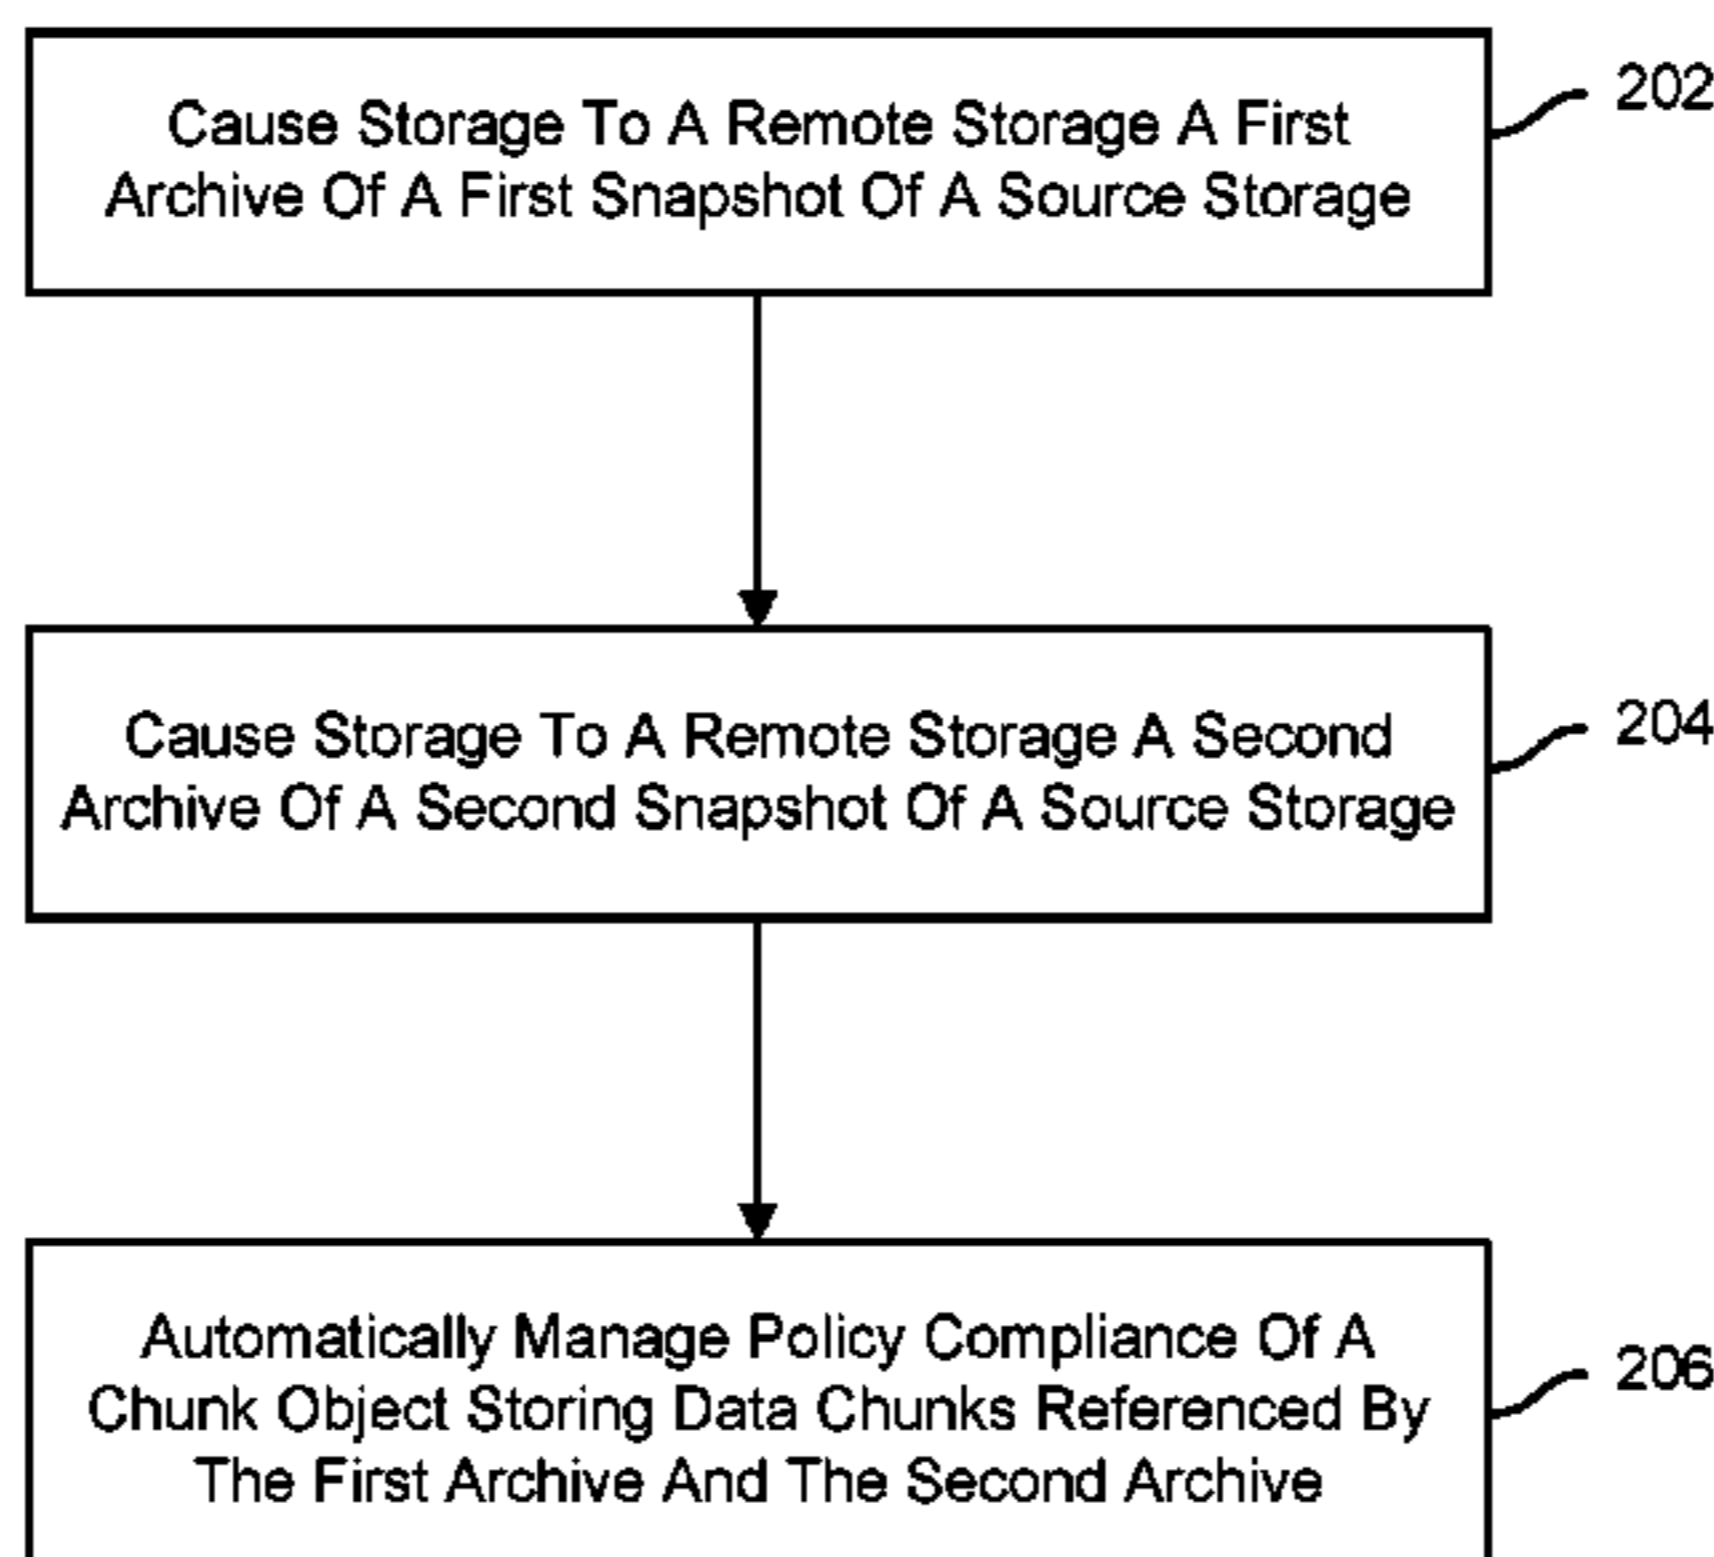 Cause Storage To A Remote Storage A First
Archive Of A First Snapshot Of A Source Storage
202
Cause Storage To A Remote Storage A Second
Archive Of A Second Snapshot Of A Source Storage
204
Automatically Manage Policy Compliance Of A
Chunk Object Storing Data Chunks Referenced By
The First Archive And The Second Archive
206